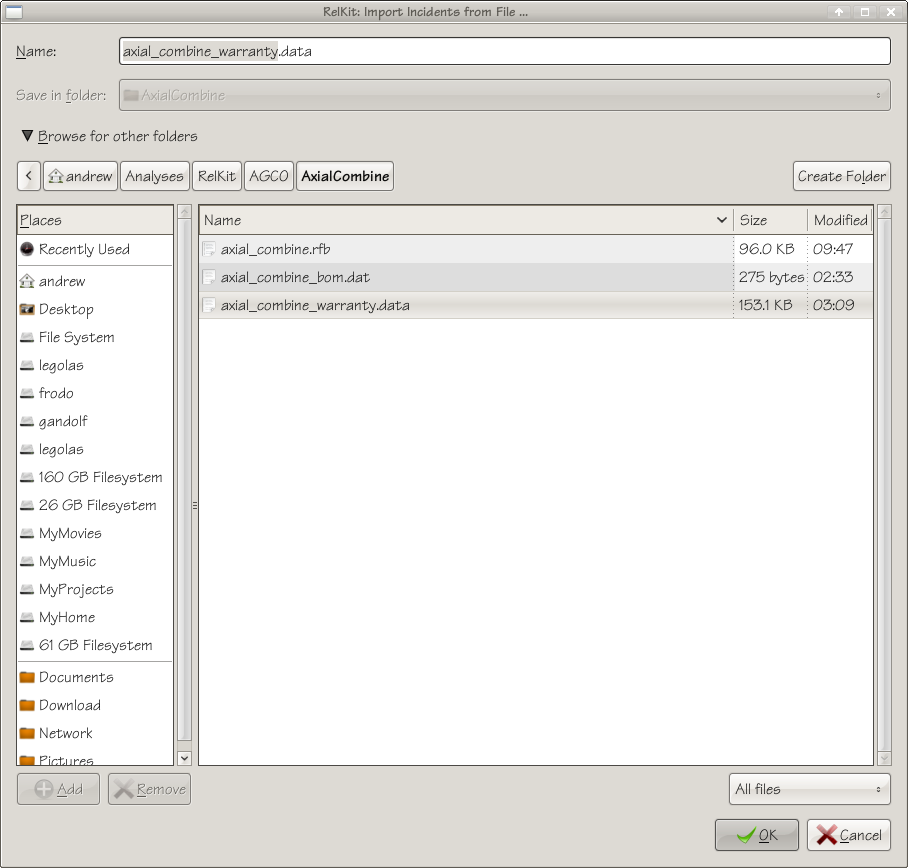 RelKit: Import Incidents from File ...
Name: axial_combine_warranty.data
Save in folder: AxialCombine
Browse for other folders
andrew Analyses RelKit AGCO AxialCombine Create Folder
Places Name Size Modified
Recently Used axial_combine.rfb 96.0 KB 09:47
andrew axial_combine_bom.dat 275 bytes 02:33
Desktop axial_combine_warranty.data 153.1 KB 03:09
File System
legolas
frodo
gandolf
legolas
160 GB Filesystem
26 GB Filesystem
MyMovies
MyMusic
MyProjects
MyHome
61 GB Filesystem
Documents
Download
Network
Pictures
Add Remove All files
OK Cancel